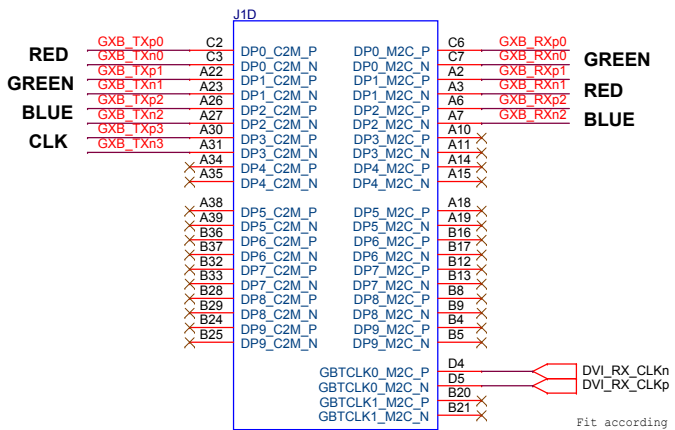 J1D
RED
GREEN
BLUE
CLK
GXB_TXp0
GXB_TXn0
GXB_TXp1
GXB_TXn1
GXB_TXp2
GXB_TXn2
GXB_TXp3
GXB_TXn3
C2 DP0_C2M_P
C3 DP0_C2M_N
A22 DP1_C2M_P
A23 DP1_C2M_N
A26 DP2_C2M_P
A27 DP2_C2M_N
A30 DP3_C2M_P
A31 DP3_C2M_N
A34 DP4_C2M_P
A35 DP4_C2M_N
A38 DP5_C2M_P
A39 DP5_C2M_N
B36 DP6_C2M_P
B37 DP6_C2M_N
B32 DP7_C2M_P
B33 DP7_C2M_N
B28 DP8_C2M_P
B29 DP8_C2M_N
B24 DP9_C2M_P
B25 DP9_C2M_N
DP0_M2C_P C6 GXB_RXp0
DP0_M2C_N C7 GXB_RXn0
DP1_M2C_P A2 GXB_RXp1
DP1_M2C_N A3 GXB_RXn1
DP2_M2C_P A6 GXB_RXp2
DP2_M2C_N A7 GXB_RXn2
DP3_M2C_P A10
DP3_M2C_N A11
DP4_M2C_P A14
DP4_M2C_N A15
DP5_M2C_P A18
DP5_M2C_N A19
DP6_M2C_P B16
DP6_M2C_N B17
DP7_M2C_P B12
DP7_M2C_N B13
DP8_M2C_P B8
DP8_M2C_N B9
DP9_M2C_P B4
DP9_M2C_N B5
GBTCLK0_M2C_P D4 DVI_RX_CLKn
GBTCLK0_M2C_N D5 DVI_RX_CLKp
GBTCLK1_M2C_P B20
GBTCLK1_M2C_N B21
GREEN
RED
BLUE
Fit according